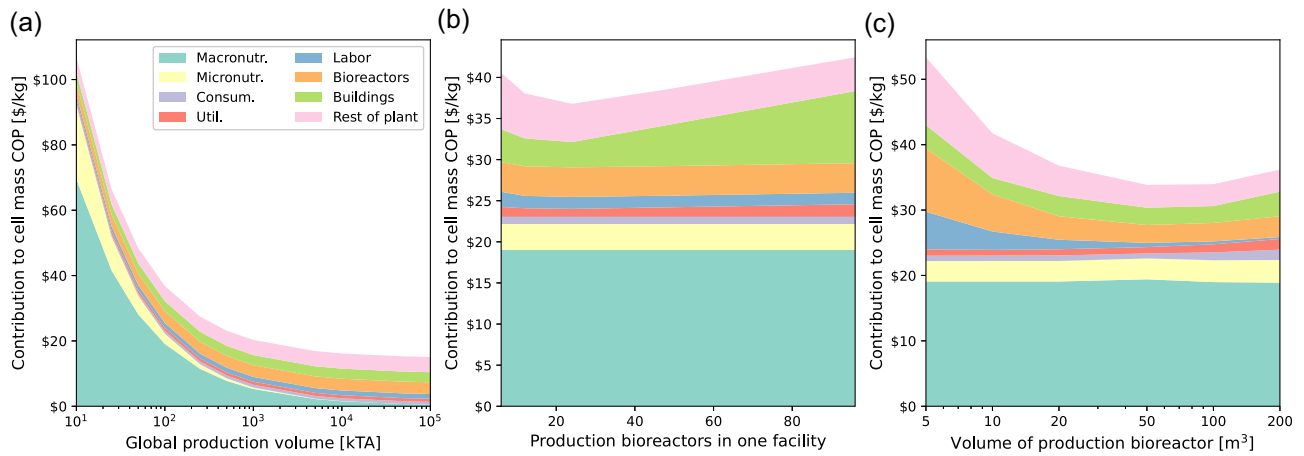 (a)
Contribution to cell mass COP [$/kg]
$100
$80
$60
$40
$20
$0
Macronutr.
Micronutr.
Consum.
Util.
Labor
Bioreactors
Buildings
Rest of plant
10^1
10^2
10^3
10^4
10^5
Global production volume [kTA]
(b)
Contribution to cell mass COP [$/kg]
$40
$35
$30
$25
$20
$15
$10
$5
$0
20
40
60
80
Production bioreactors in one facility
(c)
Contribution to cell mass COP [$/kg]
$50
$40
$30
$20
$10
$0
5
10
20
50
100
200
Volume of production bioreactor [m^3]